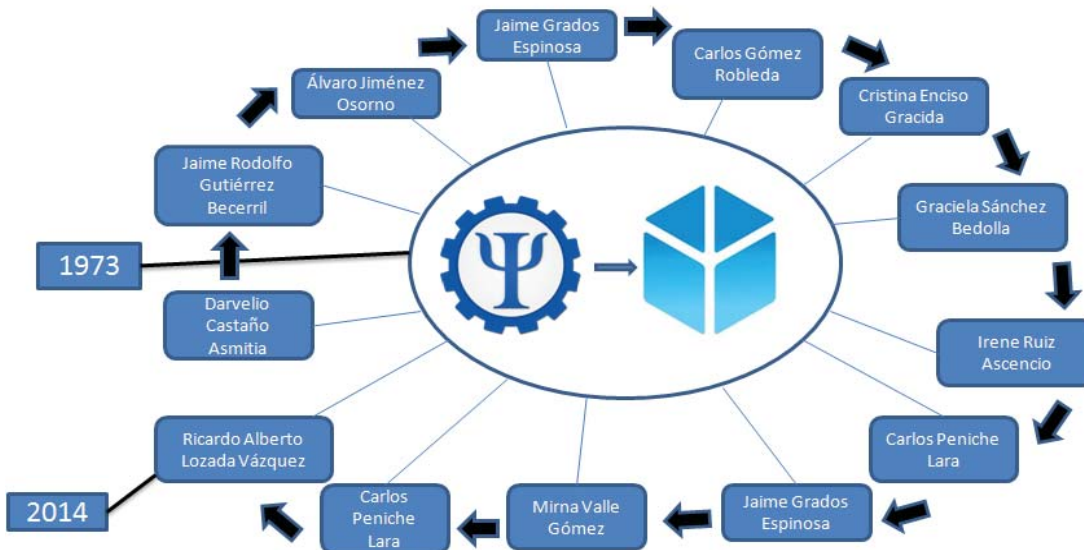 1973
Darvelio
Castaño
Asmitia
Jaime Rodolfo
Gutiérrez
Becerril
Álvaro Jiménez
Osorno
Jaime Grados
Espinosa
Carlos Gómez
Robleda
Cristina Enciso
Gracida
Graciela Sánchez
Bedolla
Irene Ruiz
Ascencio
Carlos Peniche
Lara
Jaime Grados
Espinosa
Mirna Valle
Gómez
Carlos
Peniche
Lara
Ricardo Alberto
Lozada Vázquez
2014
Ψ